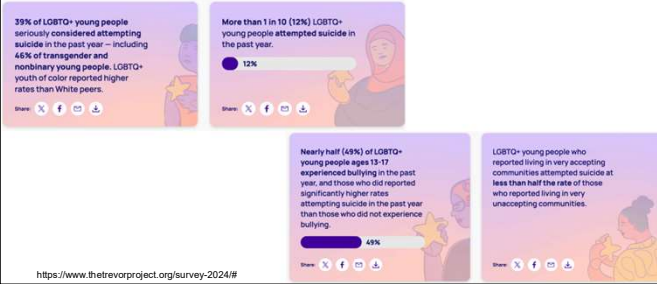 39% of LGBTQ+ young people
seriously considered attempting
suicide in the past year — including
46% of transgender and
nonbinary young people. LGBTQ+
youth of color reported higher
rates than White peers.
Share:
More than 1 in 10 (12%) LGBTQ+
young people attempted suicide in
the past year.
12%
Share:
Nearly half (49%) of LGBTQ+
young people ages 13-17
experienced bullying in the past
year, and those who did reported
significantly higher rates
attempting suicide in the past year
than those who did not experience
bullying.
49%
Share:
LGBTQ+ young people who
reported living in very accepting
communities attempted suicide at
less than half the rate of those
who reported living in very
unaccepting communities.
Share:
https://www.thetrevorproject.org/survey-2024/#